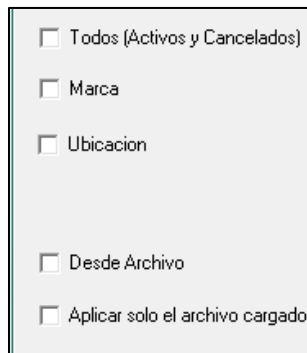 Todos (Activos y Cancelados)
Marca
Ubicacion
Desde Archivo
Aplicar solo el archivo cargado